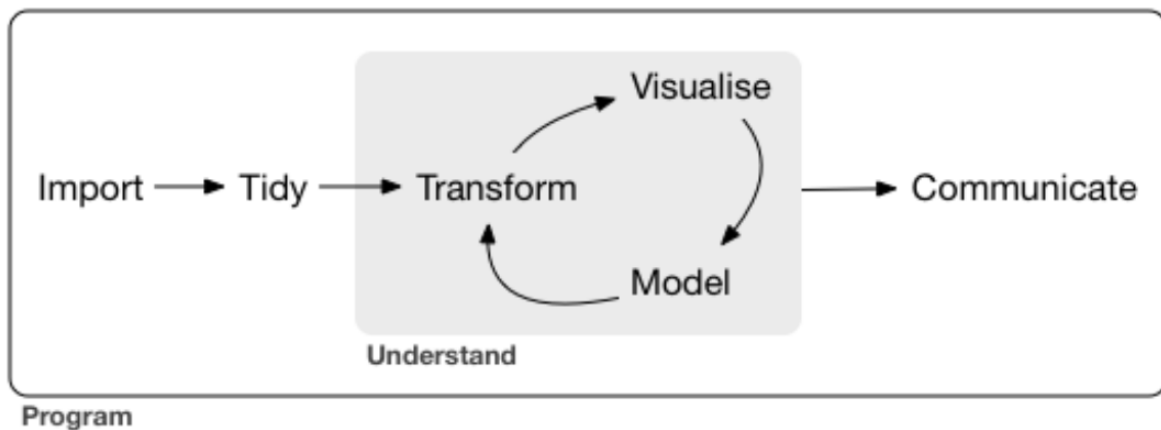 Visualise
Import
Tidy
Transform
Communicate
Model
Understand
Program